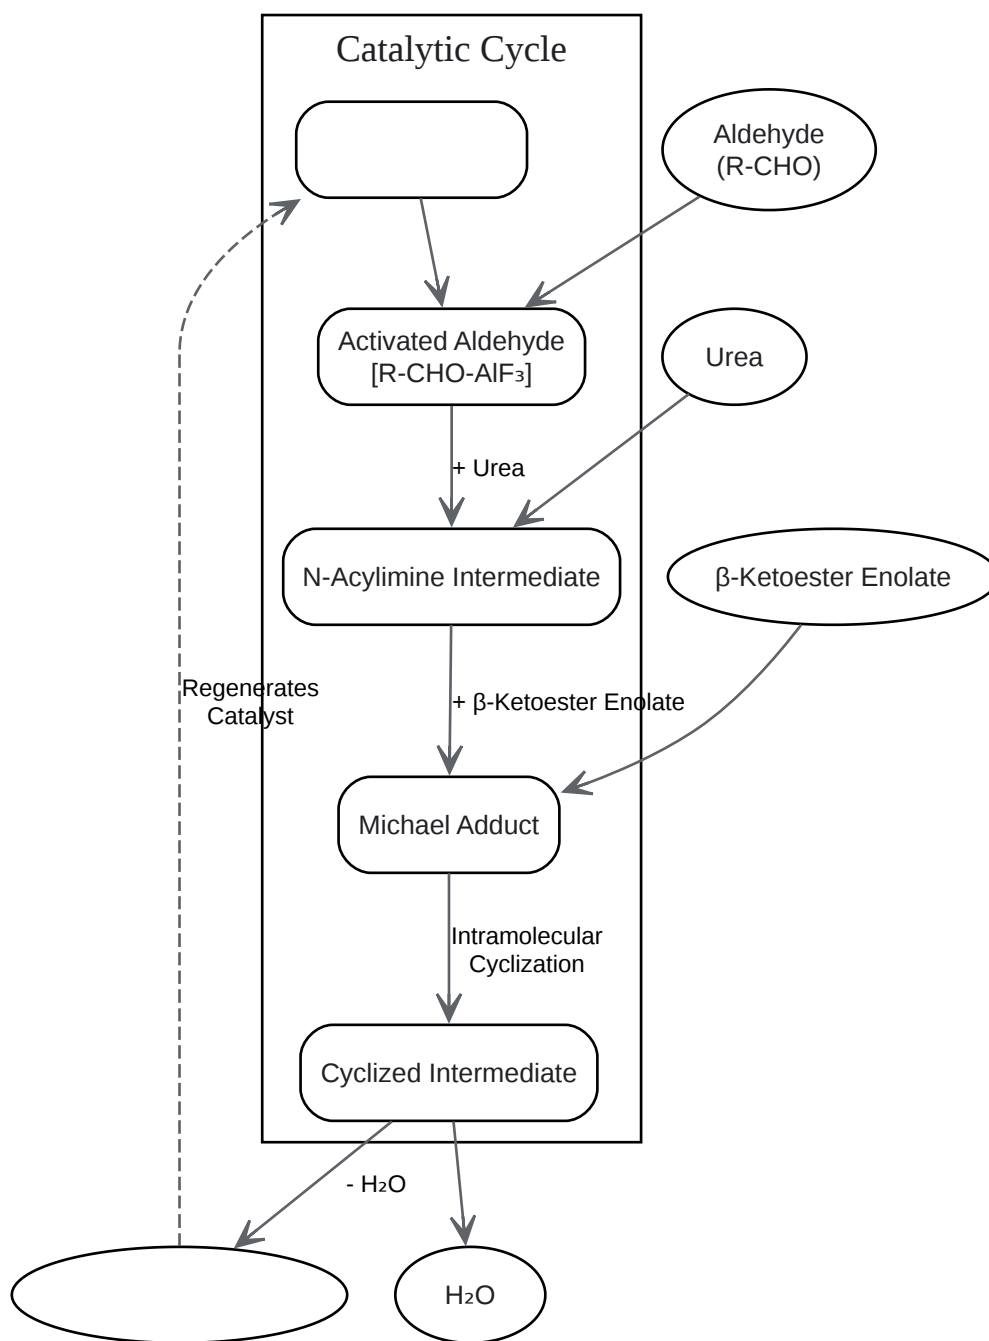 Catalytic Cycle
Aldehyde
(R-CHO)
Activated Aldehyde
[R-CHO-AlF₃]
Urea
+ Urea
N-Acylimine Intermediate
β-Ketoester Enolate
Regenerates
Catalyst
+ β-Ketoester Enolate
Michael Adduct
Intramolecular
Cyclization
Cyclized Intermediate
- H₂O
H₂O